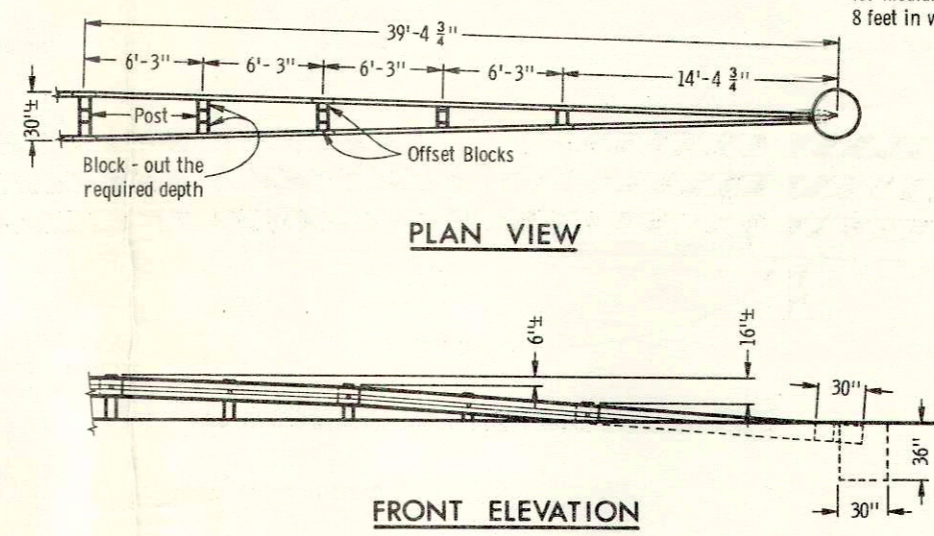 8 feet in
39'-4 3/4"
6'-3" 6'-3" 6'-3" 6'-3" 14'-4 3/4"
30"±
Post
Offset Blocks
Block - out the
required depth
PLAN VIEW
6"±
16"±
30"
36"
30"
FRONT ELEVATION